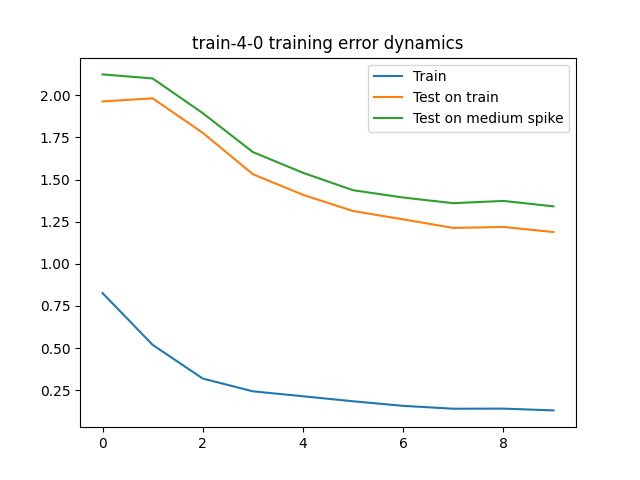 train-4-0 training error dynamics
Train
Test on train
Test on medium spike
2.00
1.75
1.50
1.25
1.00
0.75
0.50
0.25
0 2 4 6 8